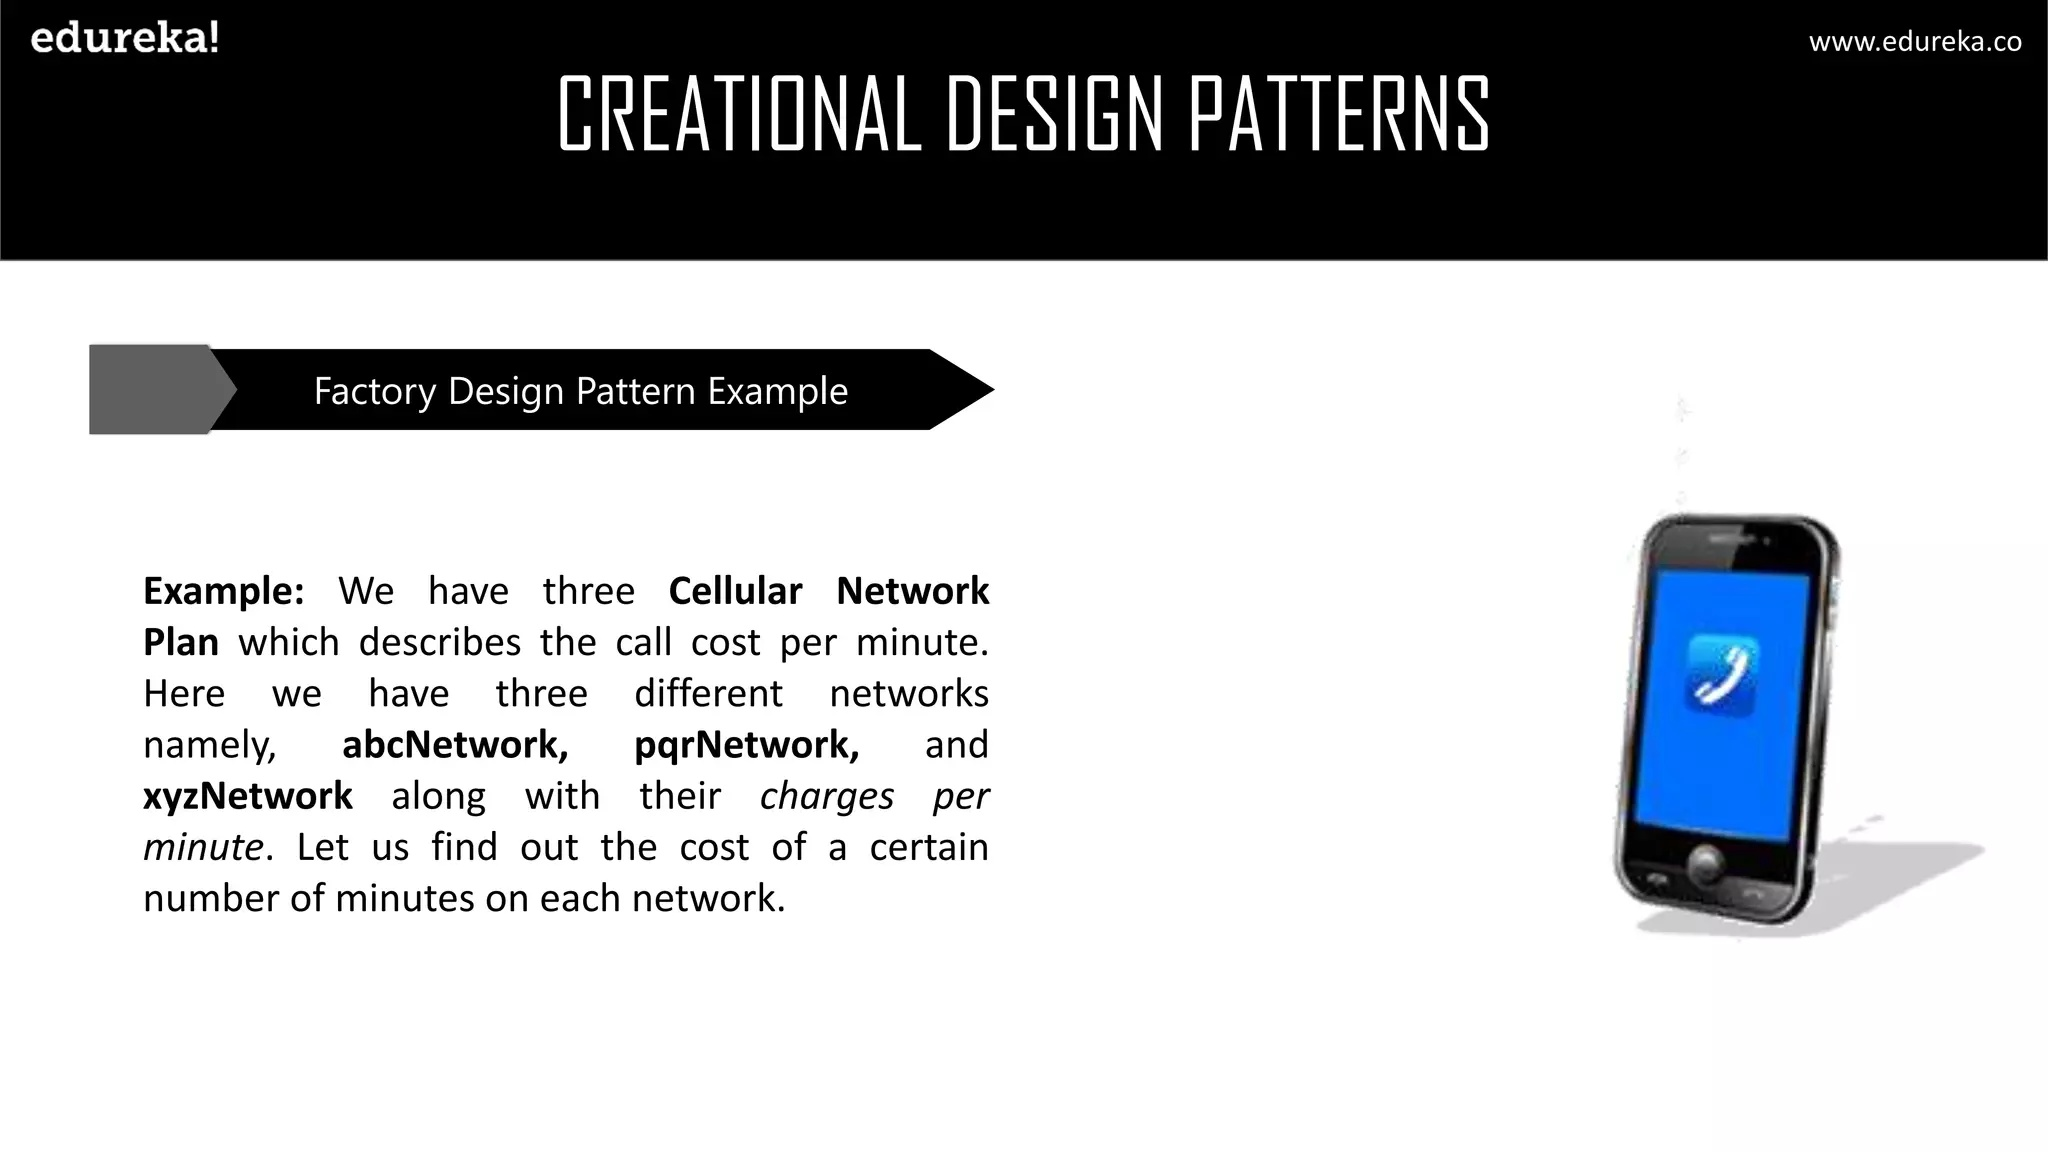 edureka!
www.edureka.co
CREATIONAL DESIGN PATTERNS
Factory Design Pattern Example
Example: We have three Cellular Network
Plan which describes the call cost per minute.
Here we have three different networks
namely, abcNetwork, pqrNetwork, and
xyzNetwork along with their charges per
minute. Let us find out the cost of a certain
number of minutes on each network.